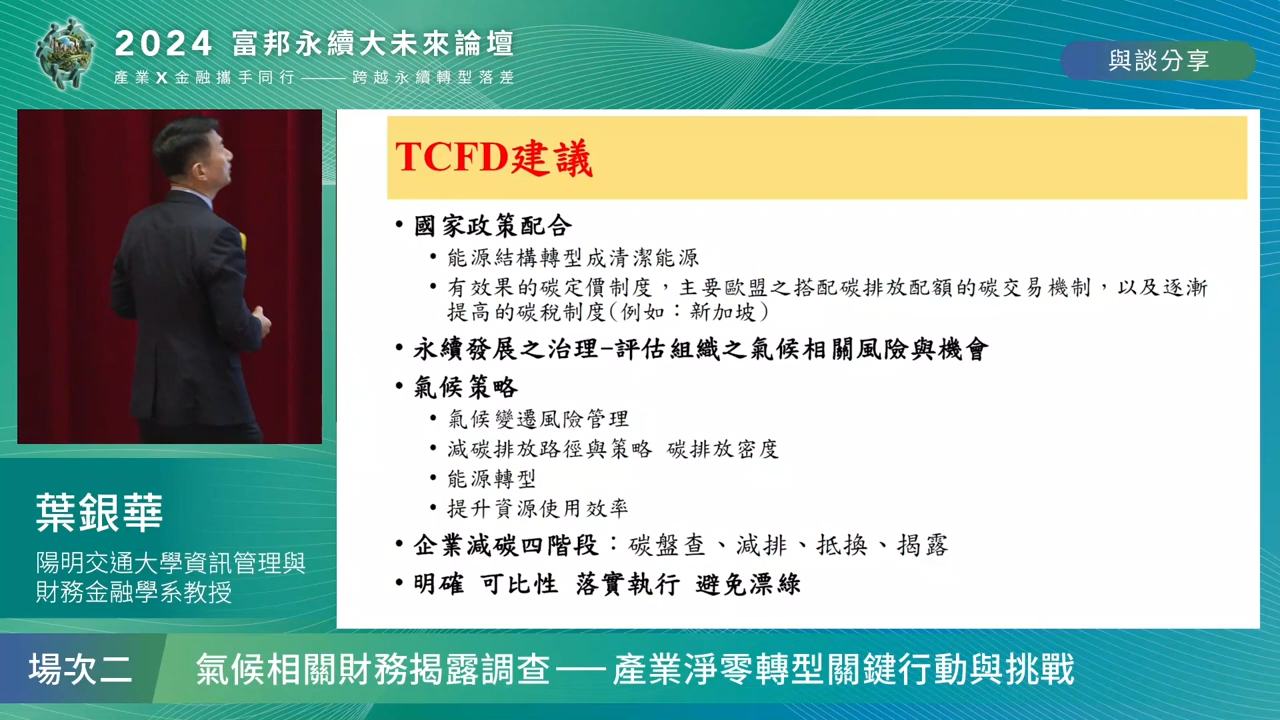 2024 富邦永續大未來論壇
產業X金融攜手同行——跨越永續轉型落差
與談分享
TCFD建議
• 國家政策配合
• 能源結構轉型成清潔能源
• 有效果的碳定價制度，主要歐盟之搭配碳排放配額的碳交易機制，以及逐漸
提高的碳稅制度(例如：新加坡)
• 永續發展之治理-評估組織之氣候相關風險與機會
• 氣候策略
• 氣候變遷風險管理
• 減碳排放路徑與策略 碳排放密度
• 能源轉型
• 提升資源使用效率
• 企業減碳四階段：碳盤查、減排、抵換、揭露
• 明確 可比性 落實執行 避免漂綠
葉銀華
陽明交通大學資訊管理與
財務金融學系教授
場次二
氣候相關財務揭露調查——產業淨零轉型關鍵行動與挑戰